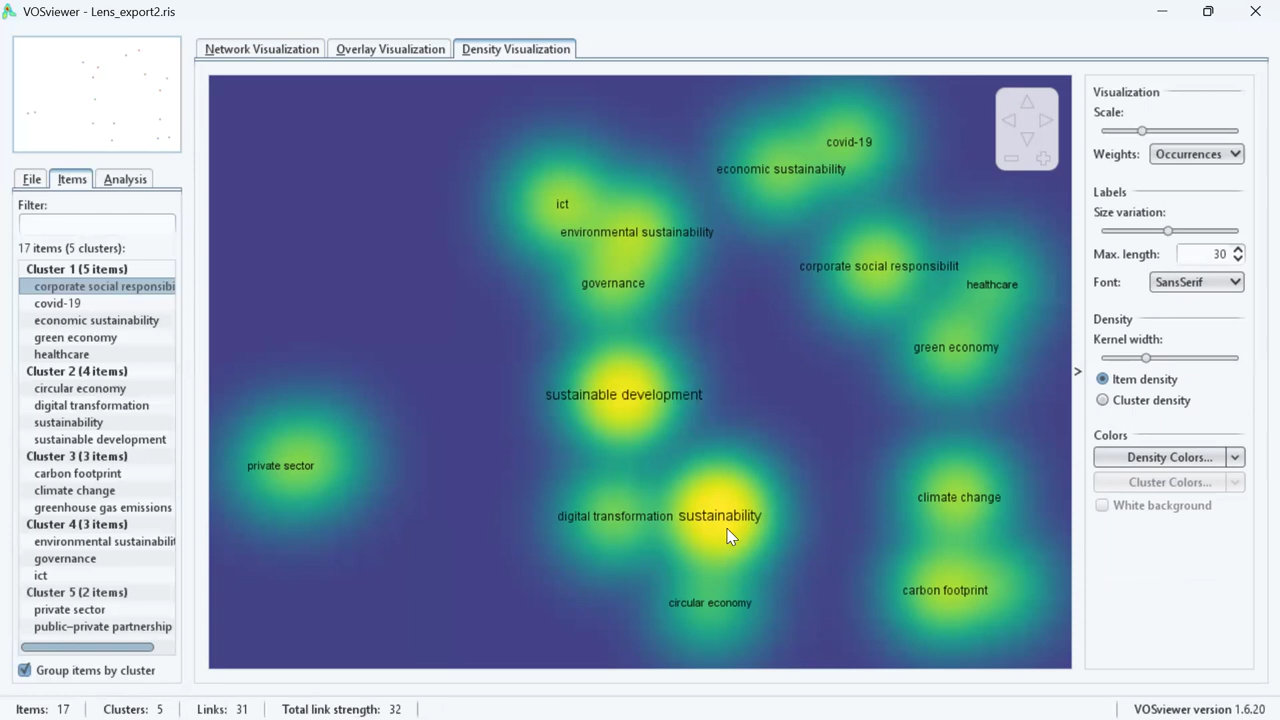 VOSviewer - Lens_export2.ris
Network Visualization
Overlay Visualization
Density Visualization
File
Items
Analysis
Filter:
17 items (5 clusters):
Cluster 1 (5 items)
corporate social responsibi
covid-19
economic sustainability
green economy
healthcare
Cluster 2 (4 items)
circular economy
digital transformation
sustainability
sustainable development
Cluster 3 (3 items)
carbon footprint
climate change
greenhouse gas emissions
Cluster 4 (3 items)
environmental sustainabilit
governance
ict
Cluster 5 (2 items)
private sector
public–private partnership
Group items by cluster
covid-19
economic sustainability
ict
environmental sustainability
corporate social responsibilit
governance
healthcare
green economy
sustainable development
private sector
climate change
digital transformation
sustainability
carbon footprint
circular economy
Visualization
Scale:
Weights: Occurrences
Labels
Size variation:
Max. length: 30
Font: SansSerif
Density
Kernel width:
Item density
Cluster density
Colors
Density Colors...
Cluster Colors...
White background
>
Items: 17
Clusters: 5
Links: 31
Total link strength: 32
VOSviewer version 1.6.20